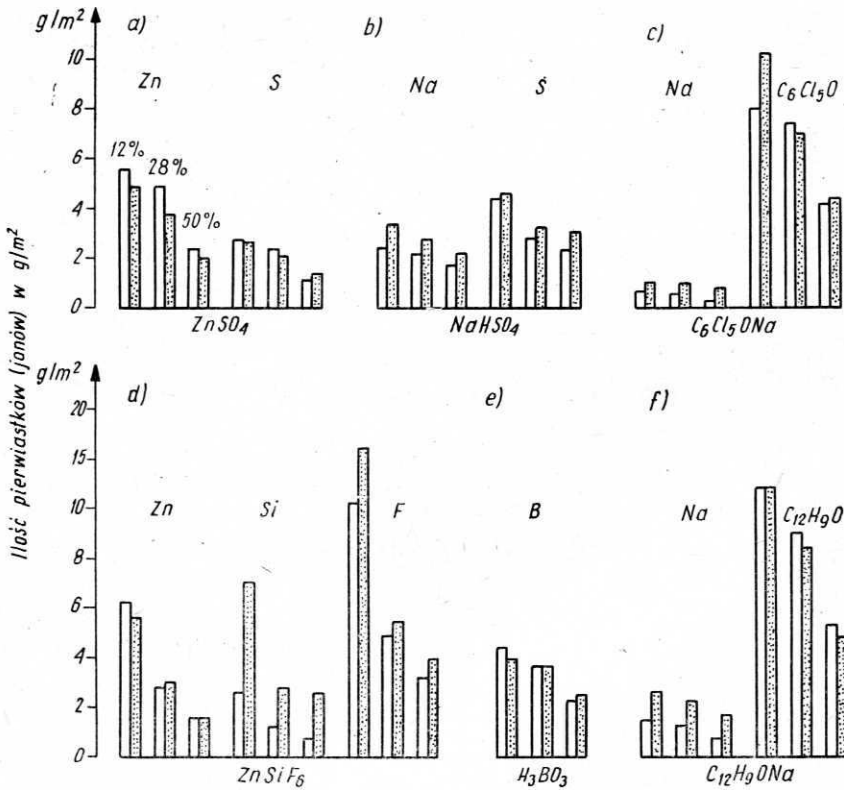 Ilość pierwiastków (jonów) w g/m²
g/m²
a)
b)
c)
10
8
6
4
2
0
Zn
S
Na
Ś
Na
C₆Cl₅O
12%
28%
50%
ZnSO₄
NaHSO₄
C₆Cl₅ONa
g/m²
d)
e)
f)
20
15
10
6
4
2
0
Zn
Si
F
B
Na
C₁₂H₉O
ZnSiF₆
H₃BO₃
C₁₂H₉ONa